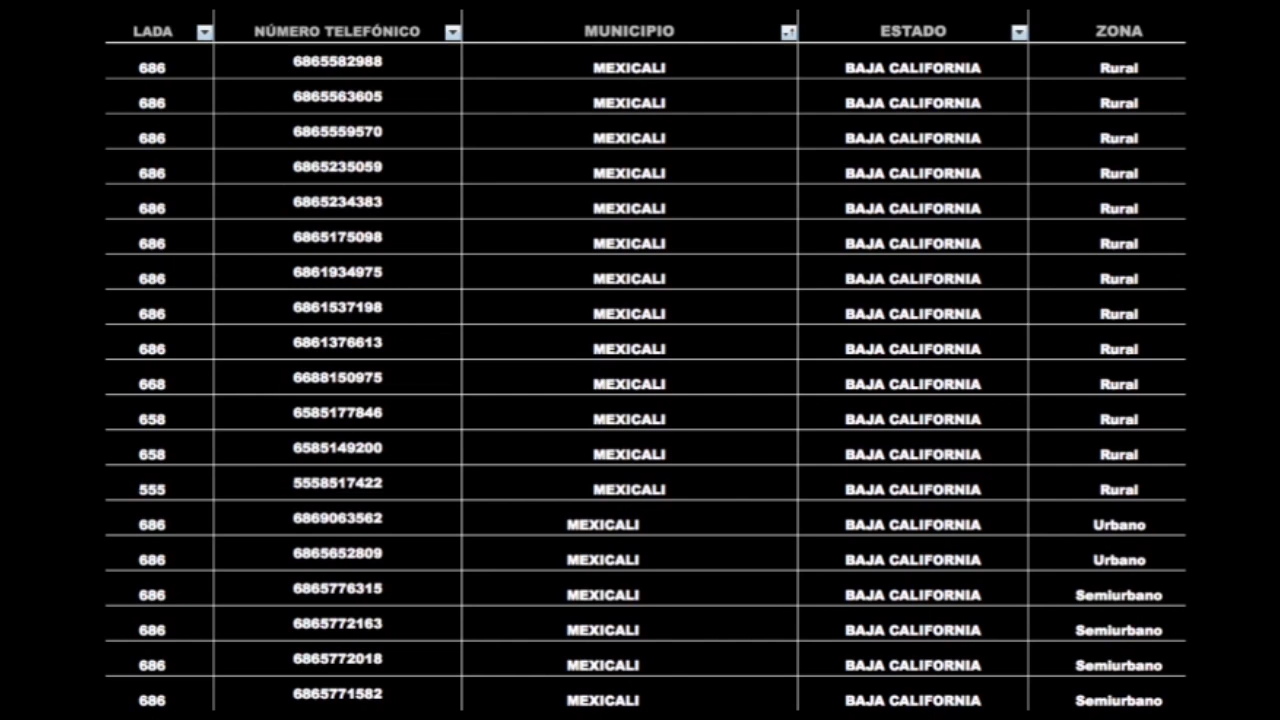 LADA NÚMERO TELEFÓNICO MUNICIPIO ESTADO ZONA
686 6865582988 MEXICALI BAJA CALIFORNIA Rural
686 6865563605 MEXICALI BAJA CALIFORNIA Rural
686 6865559570 MEXICALI BAJA CALIFORNIA Rural
686 6865235059 MEXICALI BAJA CALIFORNIA Rural
686 6865234383 MEXICALI BAJA CALIFORNIA Rural
686 6865175098 MEXICALI BAJA CALIFORNIA Rural
686 6861934975 MEXICALI BAJA CALIFORNIA Rural
686 6861537198 MEXICALI BAJA CALIFORNIA Rural
686 6861376613 MEXICALI BAJA CALIFORNIA Rural
668 6688150975 MEXICALI BAJA CALIFORNIA Rural
658 6585177846 MEXICALI BAJA CALIFORNIA Rural
658 6585149200 MEXICALI BAJA CALIFORNIA Rural
555 5558517422 MEXICALI BAJA CALIFORNIA Rural
686 6869063562 MEXICALI BAJA CALIFORNIA Urbano
686 6865652809 MEXICALI BAJA CALIFORNIA Urbano
686 6865776315 MEXICALI BAJA CALIFORNIA Semiurbano
686 6865772163 MEXICALI BAJA CALIFORNIA Semiurbano
686 6865772018 MEXICALI BAJA CALIFORNIA Semiurbano
686 6865771582 MEXICALI BAJA CALIFORNIA Semiurbano